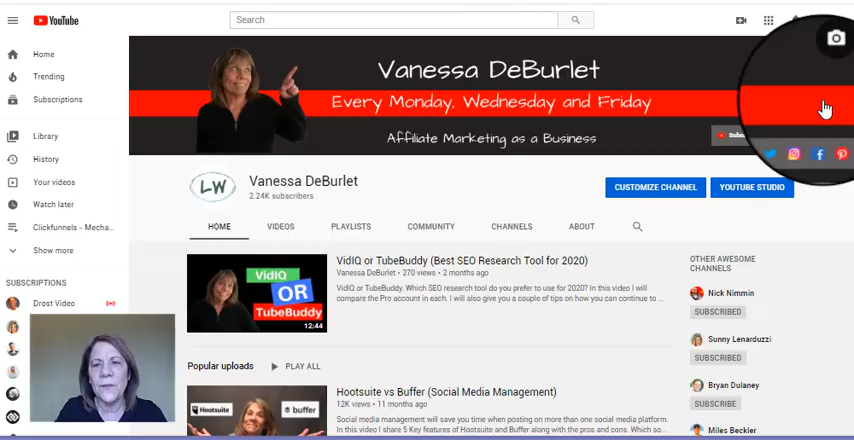 YouTube
Search
Home
Trending
Subscriptions
Library
History
Your videos
Watch later
Clickfunnels - Mecha...
Show more
SUBSCRIPTIONS
Drost Video
Vanessa DeBurlet
Every Monday, Wednesday and Friday
Affiliate Marketing as a Business
LW
Vanessa DeBurlet
2.24K subscribers
CUSTOMIZE CHANNEL
YOUTUBE STUDIO
HOME
VIDEOS
PLAYLISTS
COMMUNITY
CHANNELS
ABOUT
VidIQ
OR
TubeBuddy
12:44
VidIQ or TubeBuddy (Best SEO Research Tool for 2020)
Vanessa DeBurlet • 270 views • 2 months ago
VidIQ or TubeBuddy. Which SEO research tool do you prefer to use for 2020? In this video I will
compare the Pro account in each. I will also give you a couple of tips on how you can continue to ...
Popular uploads
PLAY ALL
Hootsuite
buffer
Hootsuite vs Buffer (Social Media Management)
12K views • 11 months ago
Social media management will save you time when posting on more than one social media platform.
In this video I share 5 Key features of Hootsuite and Buffer along with the pros and cons. Which so...
OTHER AWESOME
CHANNELS
Nick Nimmin
SUBSCRIBED
Sunny Lenarduzzi
SUBSCRIBED
Bryan Dulaney
SUBSCRIBE
Miles Beckler